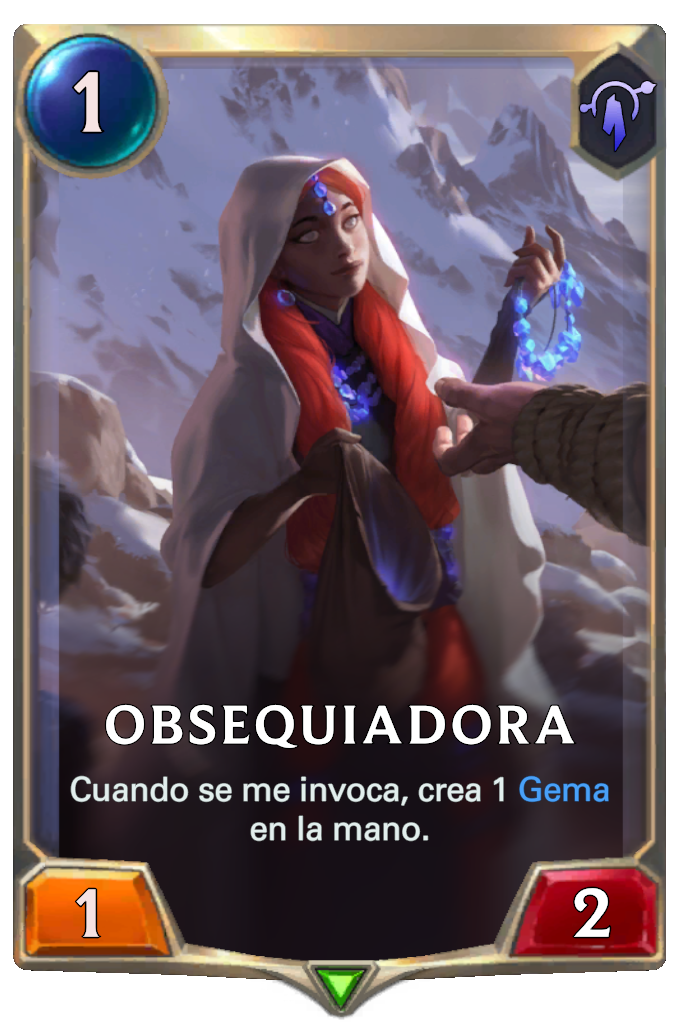 1
OBSEQUIADORA
Cuando se me invoca, crea 1 Gema
en la mano.
1
2